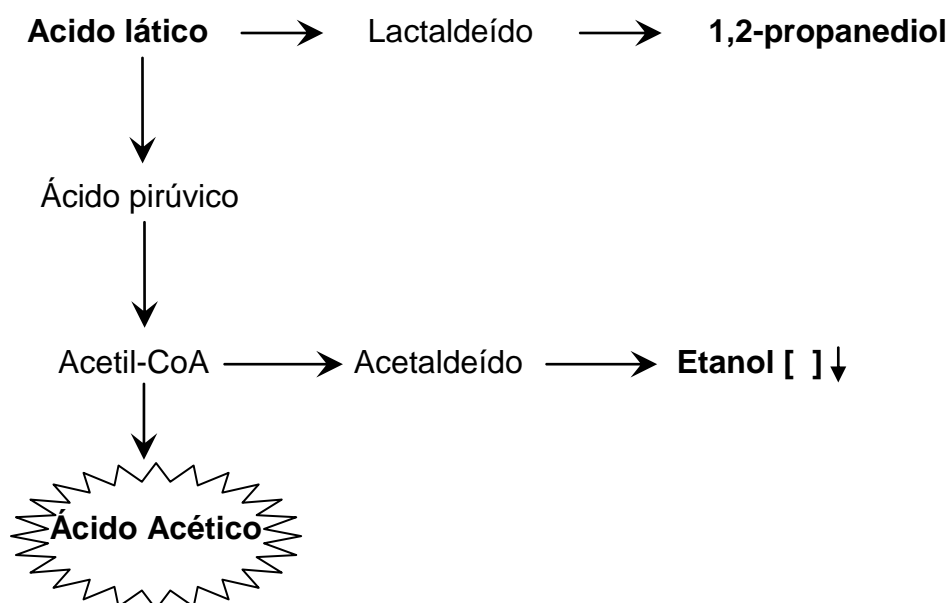 Acido lático Lactaldeído 1,2-propanediol
Ácido pirúvico
Acetil-CoA Acetaldeído Etanol [ ]
Ácido Acético